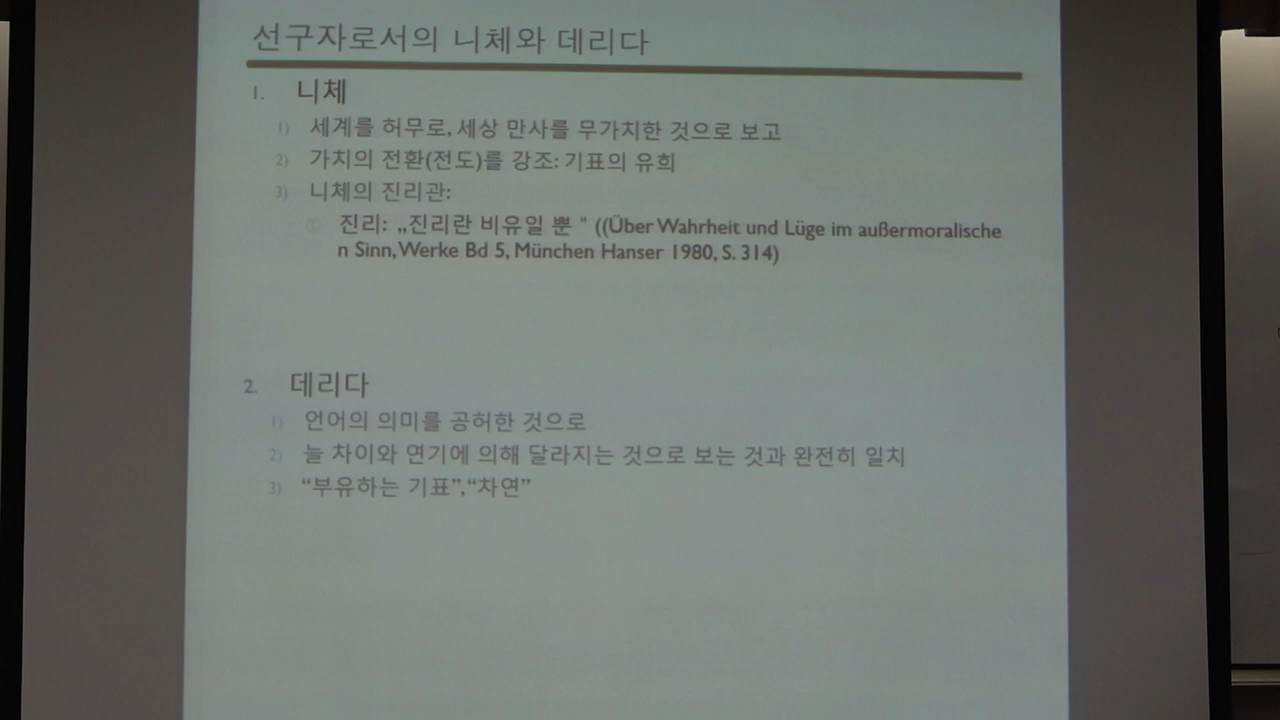 선구자로서의 니체와 데리다
1. 니체
1) 세계를 허무로, 세상 만사를 무가치한 것으로 보고
2) 가치의 전환(전도)를 강조: 기표의 유희
3) 니체의 진리관:
① 진리: „진리란 비유일 뿐 “ ((Über Wahrheit und Lüge im außermoralische
n Sinn, Werke Bd 5, München Hanser 1980, S. 314)
2. 데리다
1) 언어의 의미를 공허한 것으로
2) 늘 차이와 연기에 의해 달라지는 것으로 보는 것과 완전히 일치
3) “부유하는 기표”,“차연”